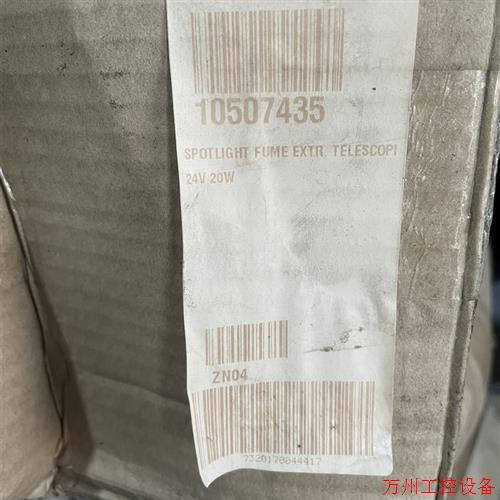 10507435
SPOTLIGHT FUME EXTR. TELESCOPI
24V 20W
ZN04
7320170044417
万州工控设备